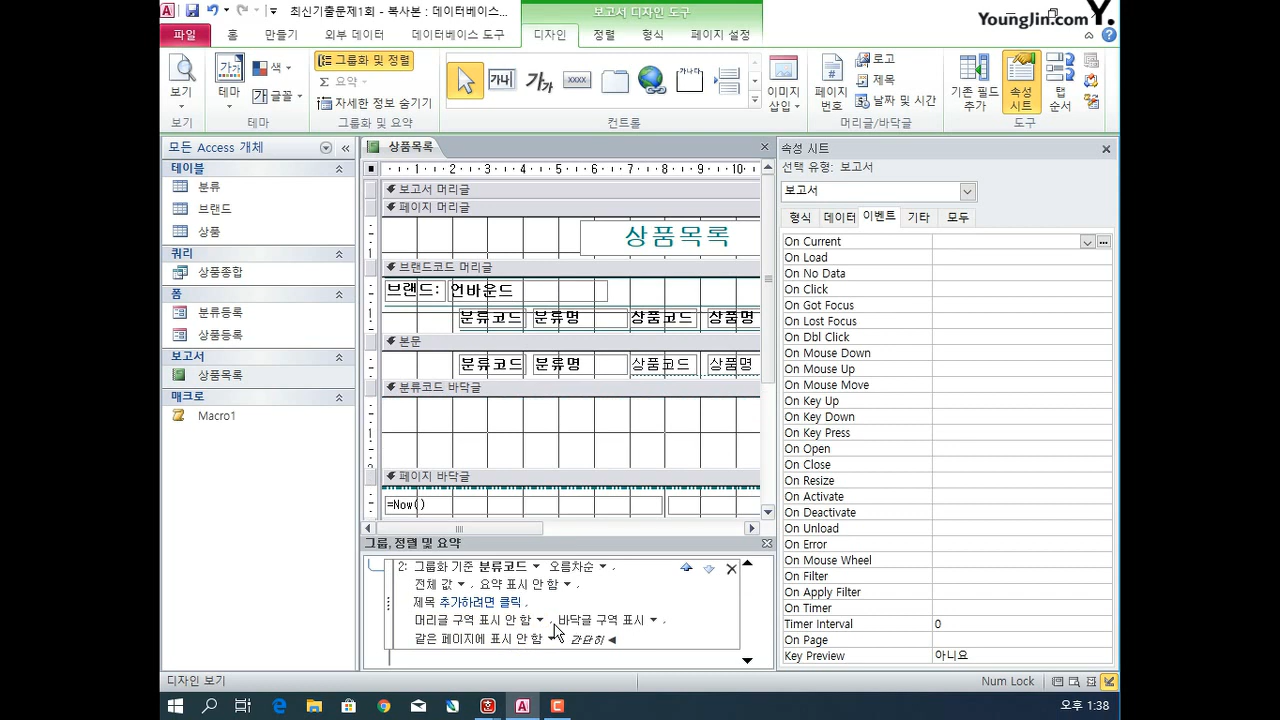 최신기출문제1회 - 복사본 : 데이터베이스...
보고서 디자인 도구
YoungJin.com Y.
파일
홈
만들기
외부 데이터
데이터베이스 도구
디자인
정렬
형식
페이지 설정
보기
보기
테마
가가
색
가 글꼴
테마
그룹화 및 정렬
Σ 요약
자세한 정보 숨기기
그룹화 및 요약
가나
가가
XXXX
가나다
컨트롤
이미지
삽입
페이지
번호
로고
제목
날짜 및 시간
머리글/바닥글
기존 필드
추가
속성
시트
탭
순서
도구
모든 Access 개체
테이블
분류
브랜드
상품
쿼리
상품종합
폼
분류등록
상품등록
보고서
상품목록
매크로
Macro1
상품목록
1 2 3 4 5 6 7 8 9 10
보고서 머리글
페이지 머리글
상품목록
브랜드코드 머리글
브랜드: 언바운드
분류코드 분류명 상품코드 상품명
본문
분류코드 분류명 상품코드 상품명
분류코드 바닥글
페이지 바닥글
=Now()
그룹, 정렬 및 요약
2: 그룹화 기준 분류코드 오름차순 ,
전체 값 , 요약 표시 안 함 ,
제목 추가하려면 클릭 ,
머리글 구역 표시 안 함 , 바닥글 구역 표시 ,
같은 페이지에 표시 안 함 , 간단히
속성 시트
선택 유형: 보고서
보고서
형식 데이터 이벤트 기타 모두
On Current
On Load
On No Data
On Click
On Got Focus
On Lost Focus
On Dbl Click
On Mouse Down
On Mouse Up
On Mouse Move
On Key Up
On Key Down
On Key Press
On Open
On Close
On Resize
On Activate
On Deactivate
On Unload
On Error
On Mouse Wheel
On Filter
On Apply Filter
On Timer
Timer Interval 0
On Page
Key Preview 아니요
디자인 보기
Num Lock
오후 1:38